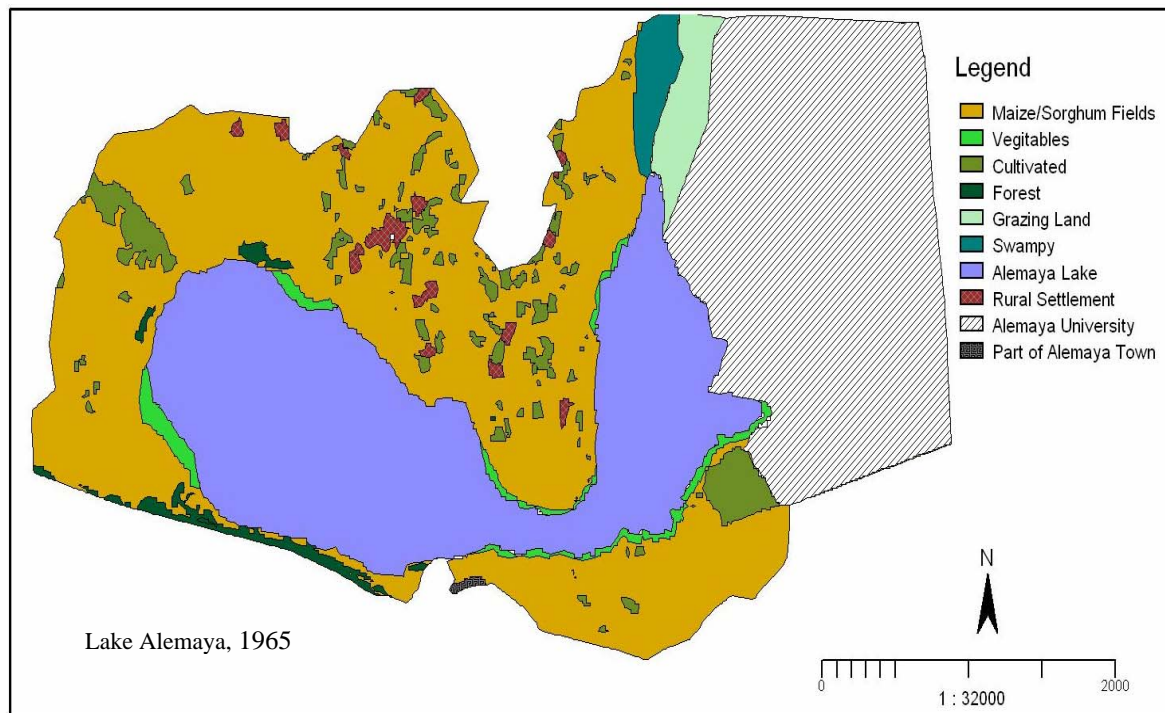 Legend
Maize/Sorghum Fields
Vegitables
Cultivated
Forest
Grazing Land
Swampy
Alemaya Lake
Rural Settlement
Alemaya University
Part of Alemaya Town
N
Lake Alemaya, 1965
0 2000
1 : 32000